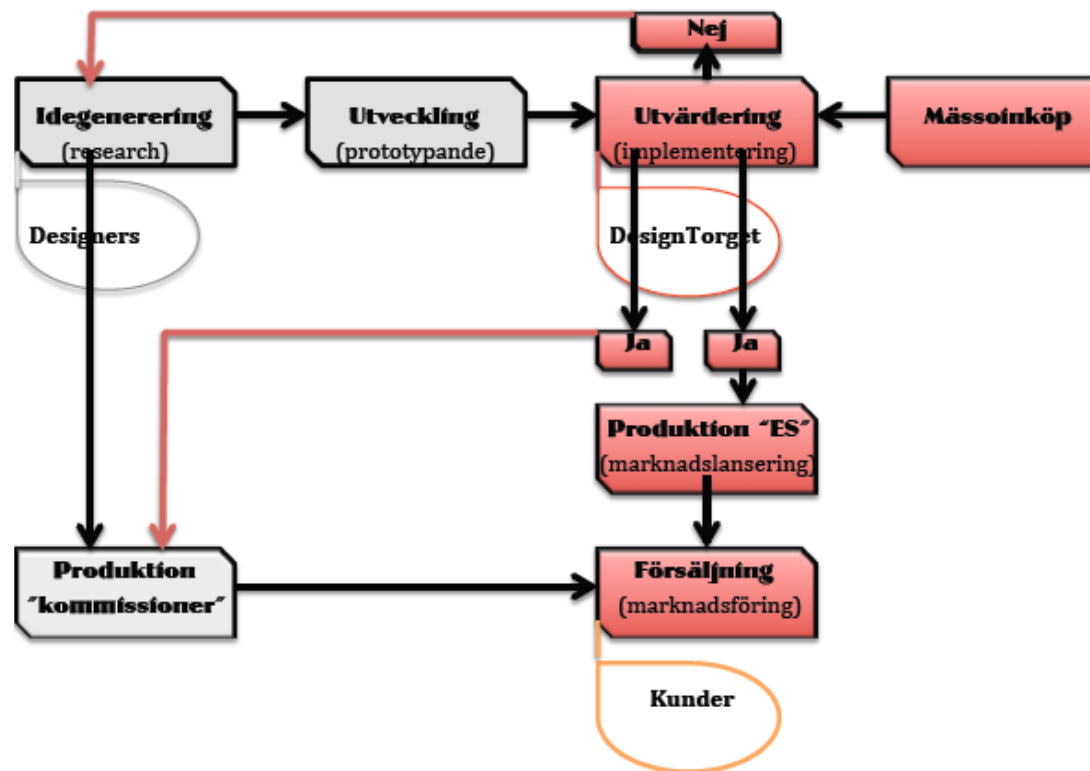 Nej
Idegenerering
(research)
Utveckling
(prototypande)
Utvärdering
(implementering)
Mässoinköp
Designers
DesignTorget
Ja
Ja
Produktion "ES"
(marknadslansering)
Produktion
"kommissioner"
Försäljning
(marknadsföring)
Kunder